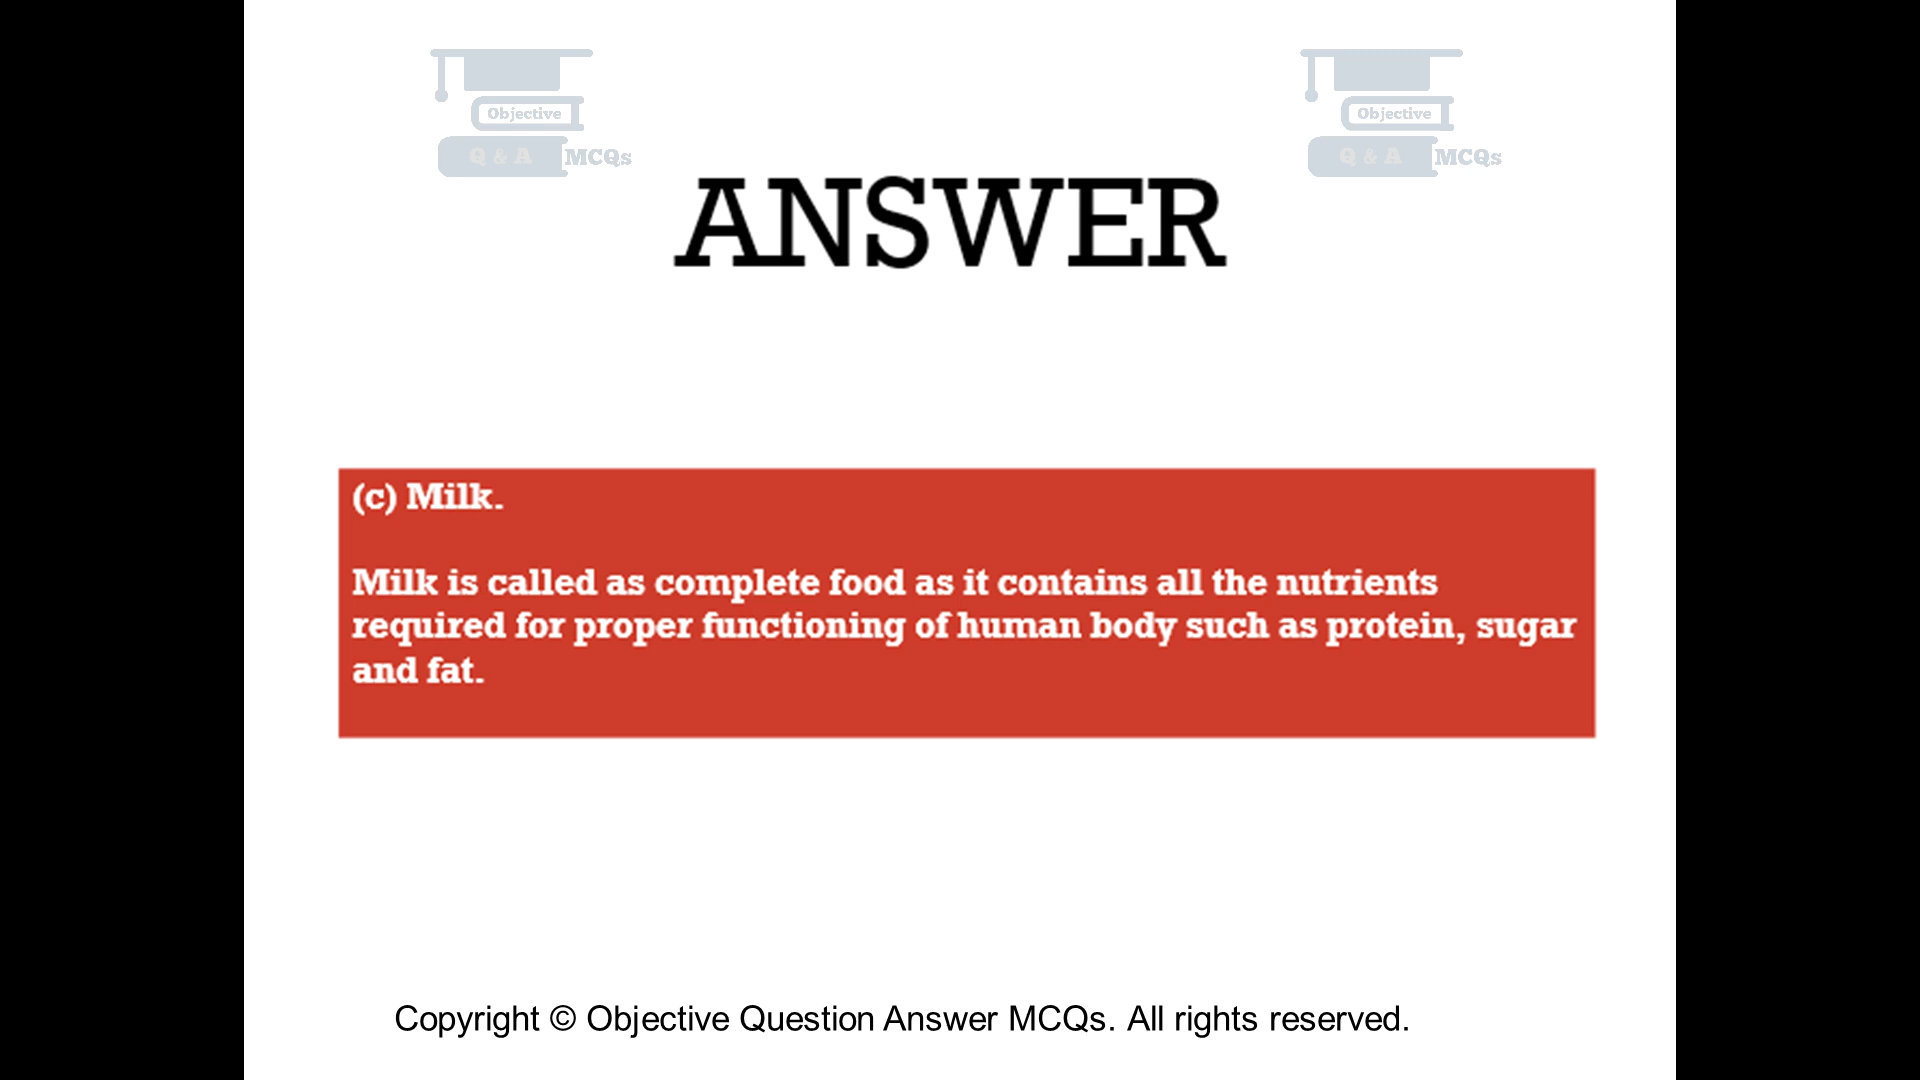 Objective
Q & A MCQs
Objective
Q & A MCQs
ANSWER
(c) Milk.
Milk is called as complete food as it contains all the nutrients
required for proper functioning of human body such as protein, sugar
and fat.
Copyright © Objective Question Answer MCQs. All rights reserved.